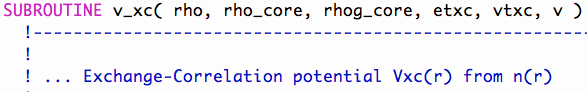 SUBROUTINE v_xc( rho, rho_core, rhog_core, etxc, vtxc, v )
!----------------------------------------------------------
!
! ... Exchange-Correlation potential Vxc(r) from n(r)